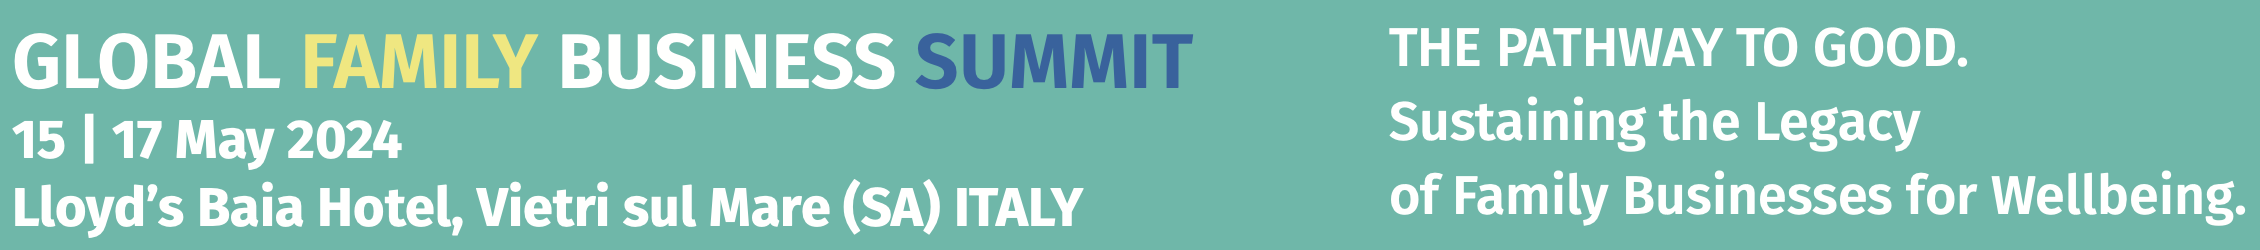 GLOBAL FAMILY BUSINESS SUMMIT
15 | 17 May 2024
Lloyd’s Baia Hotel, Vietri sul Mare (SA) ITALY
THE PATHWAY TO GOOD.
Sustaining the Legacy
of Family Businesses for Wellbeing.